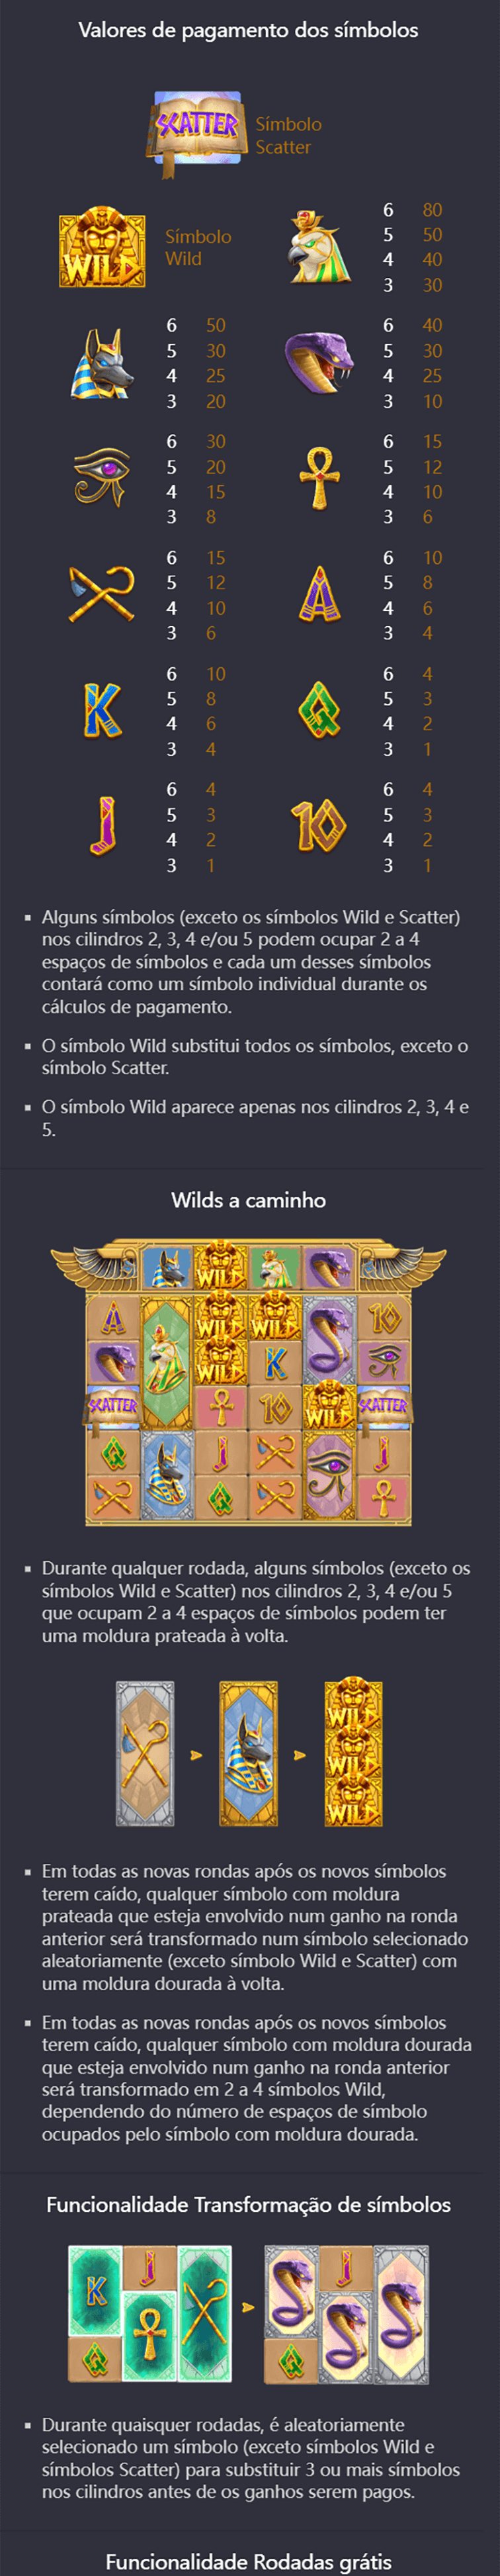 Valores de pagamento dos símbolos
SCATTER
Símbolo
Scatter
WILD
Símbolo
Wild
6 80
5 50
4 40
3 30
6 50
5 30
4 25
3 20
6 40
5 30
4 25
3 10
6 30
5 20
4 15
3 8
6 15
5 12
4 10
3 6
6 15
5 12
4 10
3 6
A
6 10
5 8
6 6
3 4
K
6 10
5 8
4 6
3 4
Q
6 4
5 3
4 2
3 1
J
6 4
5 3
4 2
3 1
10
6 4
5 3
4 2
3 1
Alguns símbolos (exceto os símbolos Wild e Scatter)
nos cilindros 2, 3, 4 e/ou 5 podem ocupar 2 a 4
espaços de símbolos e cada um desses símbolos
contará como um símbolo individual durante os
cálculos de pagamento.
O símbolo Wild substitui todos os símbolos, exceto o
símbolo Scatter.
O símbolo Wild aparece apenas nos cilindros 2, 3, 4 e
5.
Wilds a caminho
WILD
A WILD WILD 10
WILD K
SCATTER 10 WILD SCATTER
Q J J
Q
Durante qualquer rodada, alguns símbolos (exceto os
símbolos Wild e Scatter) nos cilindros 2, 3, 4 e/ou 5
que ocupam 2 a 4 espaços de símbolos podem ter
uma moldura prateada à volta.
WILD
WILD
WILD
Em todas as novas rondas após os novos símbolos
terem caído, qualquer símbolo com moldura
prateada que esteja envolvido num ganho na ronda
anterior será transformado num símbolo selecionado
aleatoriamente (exceto símbolo Wild e Scatter) com
uma moldura dourada à volta.
Em todas as novas rondas após os novos símbolos
terem caído, qualquer símbolo com moldura dourada
que esteja envolvido num ganho na ronda anterior
será transformado em 2 a 4 símbolos Wild,
dependendo do número de espaços de símbolo
ocupados pelo símbolo com moldura dourada.
Funcionalidade Transformação de símbolos
K J J
Q Q
Durante quaisquer rodadas, é aleatoriamente
selecionado um símbolo (exceto símbolos Wild e
símbolos Scatter) para substituir 3 ou mais símbolos
nos cilindros antes de os ganhos serem pagos.
Funcionalidade Rodadas grátis